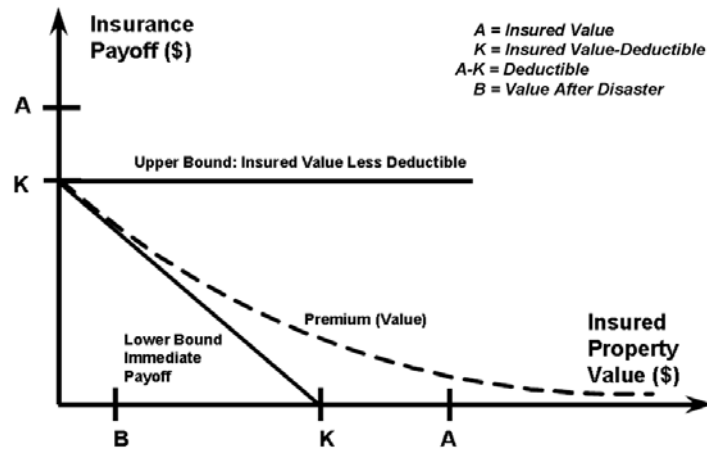 Insurance
Payoff ($)
A = Insured Value
K = Insured Value-Deductible
A-K = Deductible
B = Value After Disaster
A
Upper Bound: Insured Value Less Deductible
K
Premium (Value)
Lower Bound
Immediate
Payoff
Insured
Property
Value ($)
B
K
A